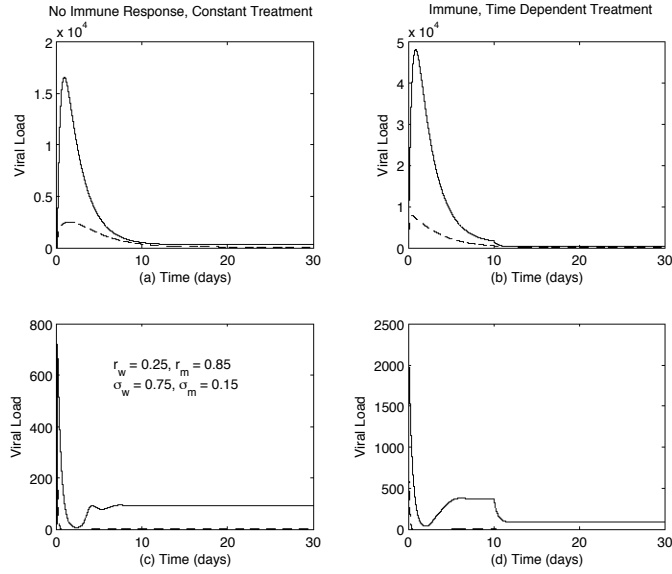 No Immune Response, Constant Treatment
x 10^4
2
1.5
1
0.5
0
Viral Load
0 10 20 30
(a) Time (days)
Immune, Time Dependent Treatment
x 10^4
5
4
3
2
1
0
Viral Load
0 10 20 30
(b) Time (days)
800
600
400
200
0
Viral Load
r_w = 0.25, r_m = 0.85
σ_w = 0.75, σ_m = 0.15
0 10 20 30
(c) Time (days)
2500
2000
1500
1000
500
0
Viral Load
0 10 20 30
(d) Time (days)